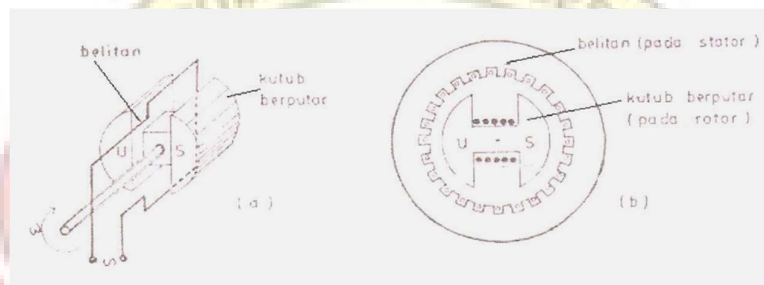 belitan
kutub
berputar
U S
ω
S
(a)
belitan (pada stator)
kutub berputar
(pada rotor)
U S
(b)